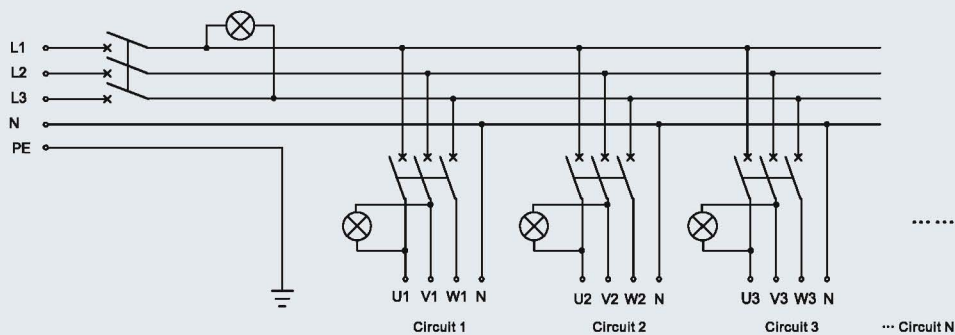 L1
L2
L3
N
PE
U1 V1 W1 N
U2 V2 W2 N
U3 V3 W3 N
Circuit 1
Circuit 2
Circuit 3
··· Circuit N
······